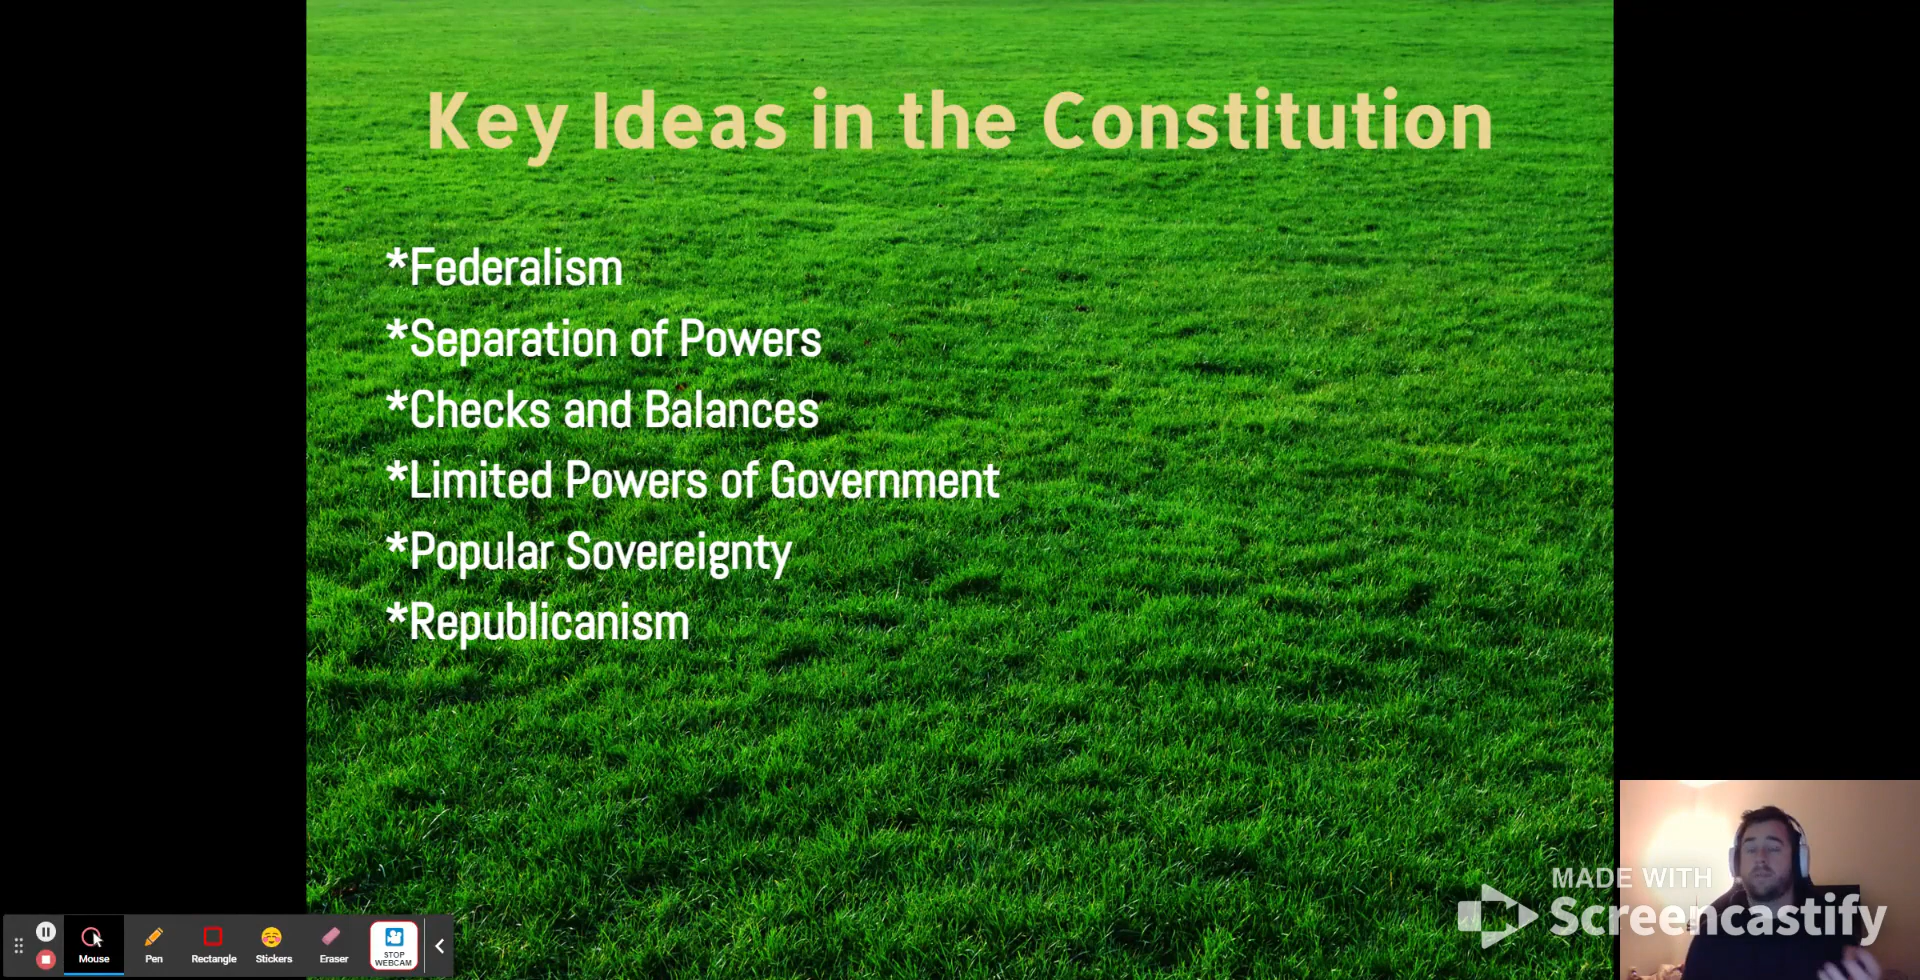 Key Ideas in the Constitution
*Federalism
*Separation of Powers
*Checks and Balances
*Limited Powers of Government
*Popular Sovereignty
*Republicanism
MADE WITH
Screencastify
Mouse
Pen
Rectangle
Stickers
Eraser
STOP
WEBCAM